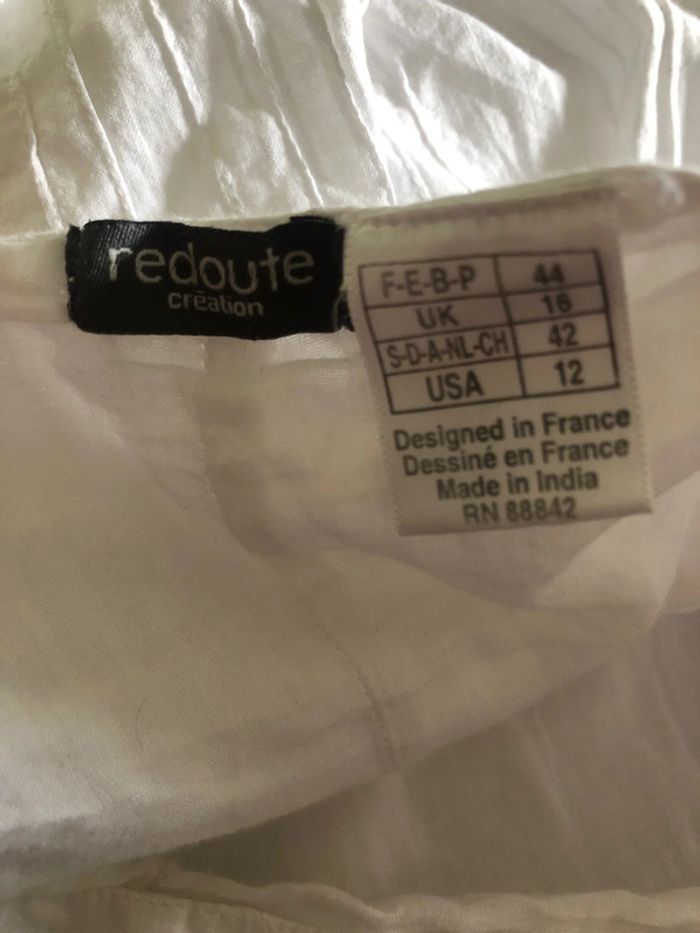 redoute
création
F-E-B-P 44
UK 16
S-D-A-NL-CH 42
USA 12
Designed in France
Dessiné en France
Made in India
RN 88842